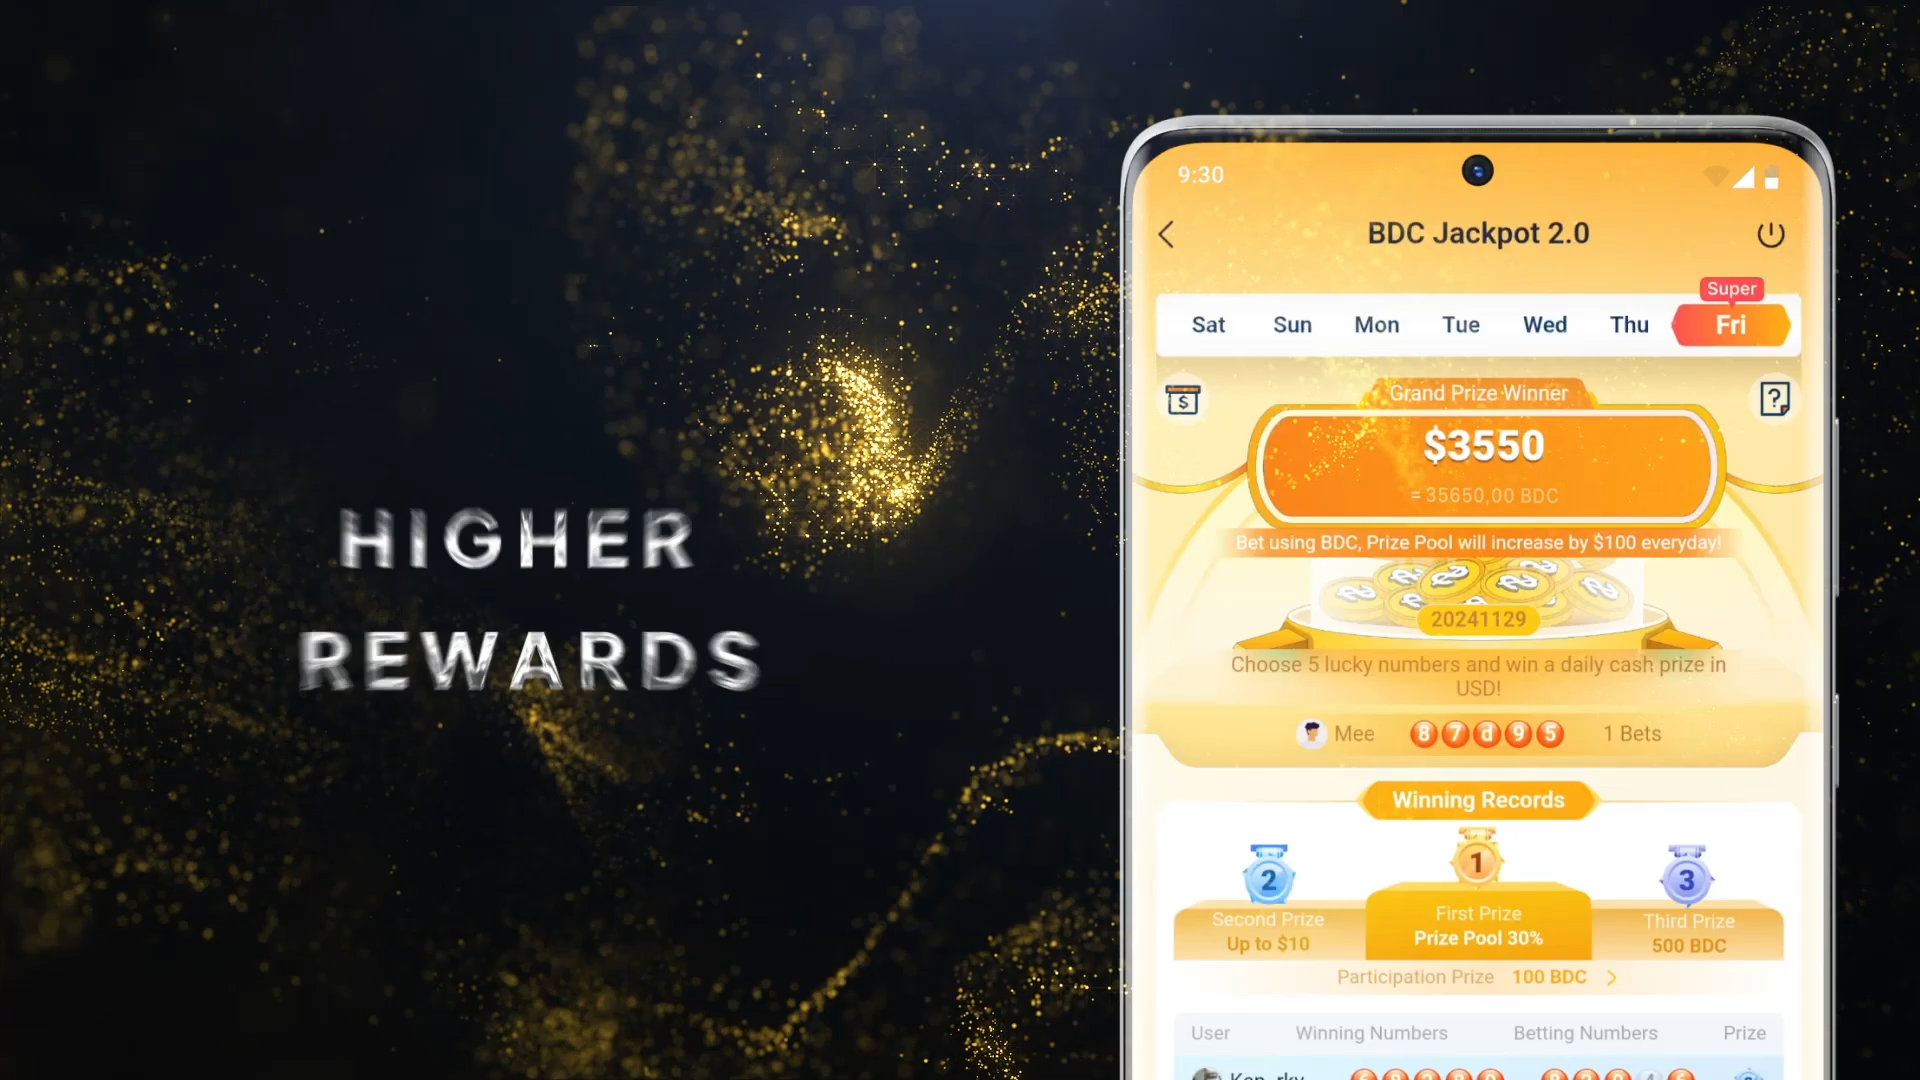 HIGHER
REWARDS
9:30
BDC Jackpot 2.0
Super
Sat Sun Mon Tue Wed Thu Fri
Grand Prize Winner
$3550
= 35650,00 BDC
Bet using BDC, Prize Pool will increase by $100 everyday!
20241129
Choose 5 lucky numbers and win a daily cash prize in
USD!
Mee 8 7 d 9 5 1 Bets
Winning Records
2 1 3
Second Prize First Prize Third Prize
Up to $10 Prize Pool 30% 500 BDC
Participation Prize 100 BDC >
User Winning Numbers Betting Numbers Prize